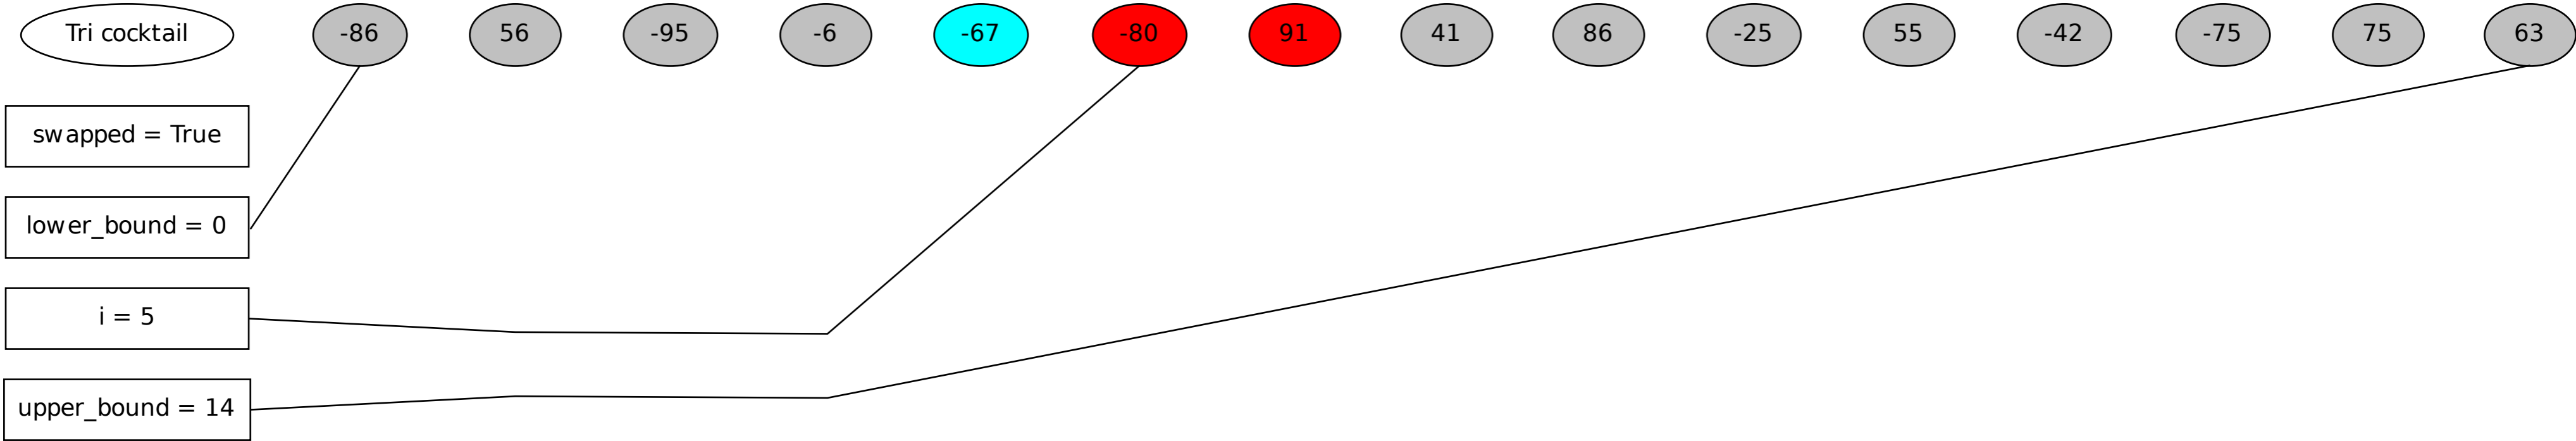 Tri cocktail -86 56 -95 -6 -67 -80 91 41 86 -25 55 -42 -75 75 63
swapped = True
lower_bound = 0
i = 5
upper_bound = 14